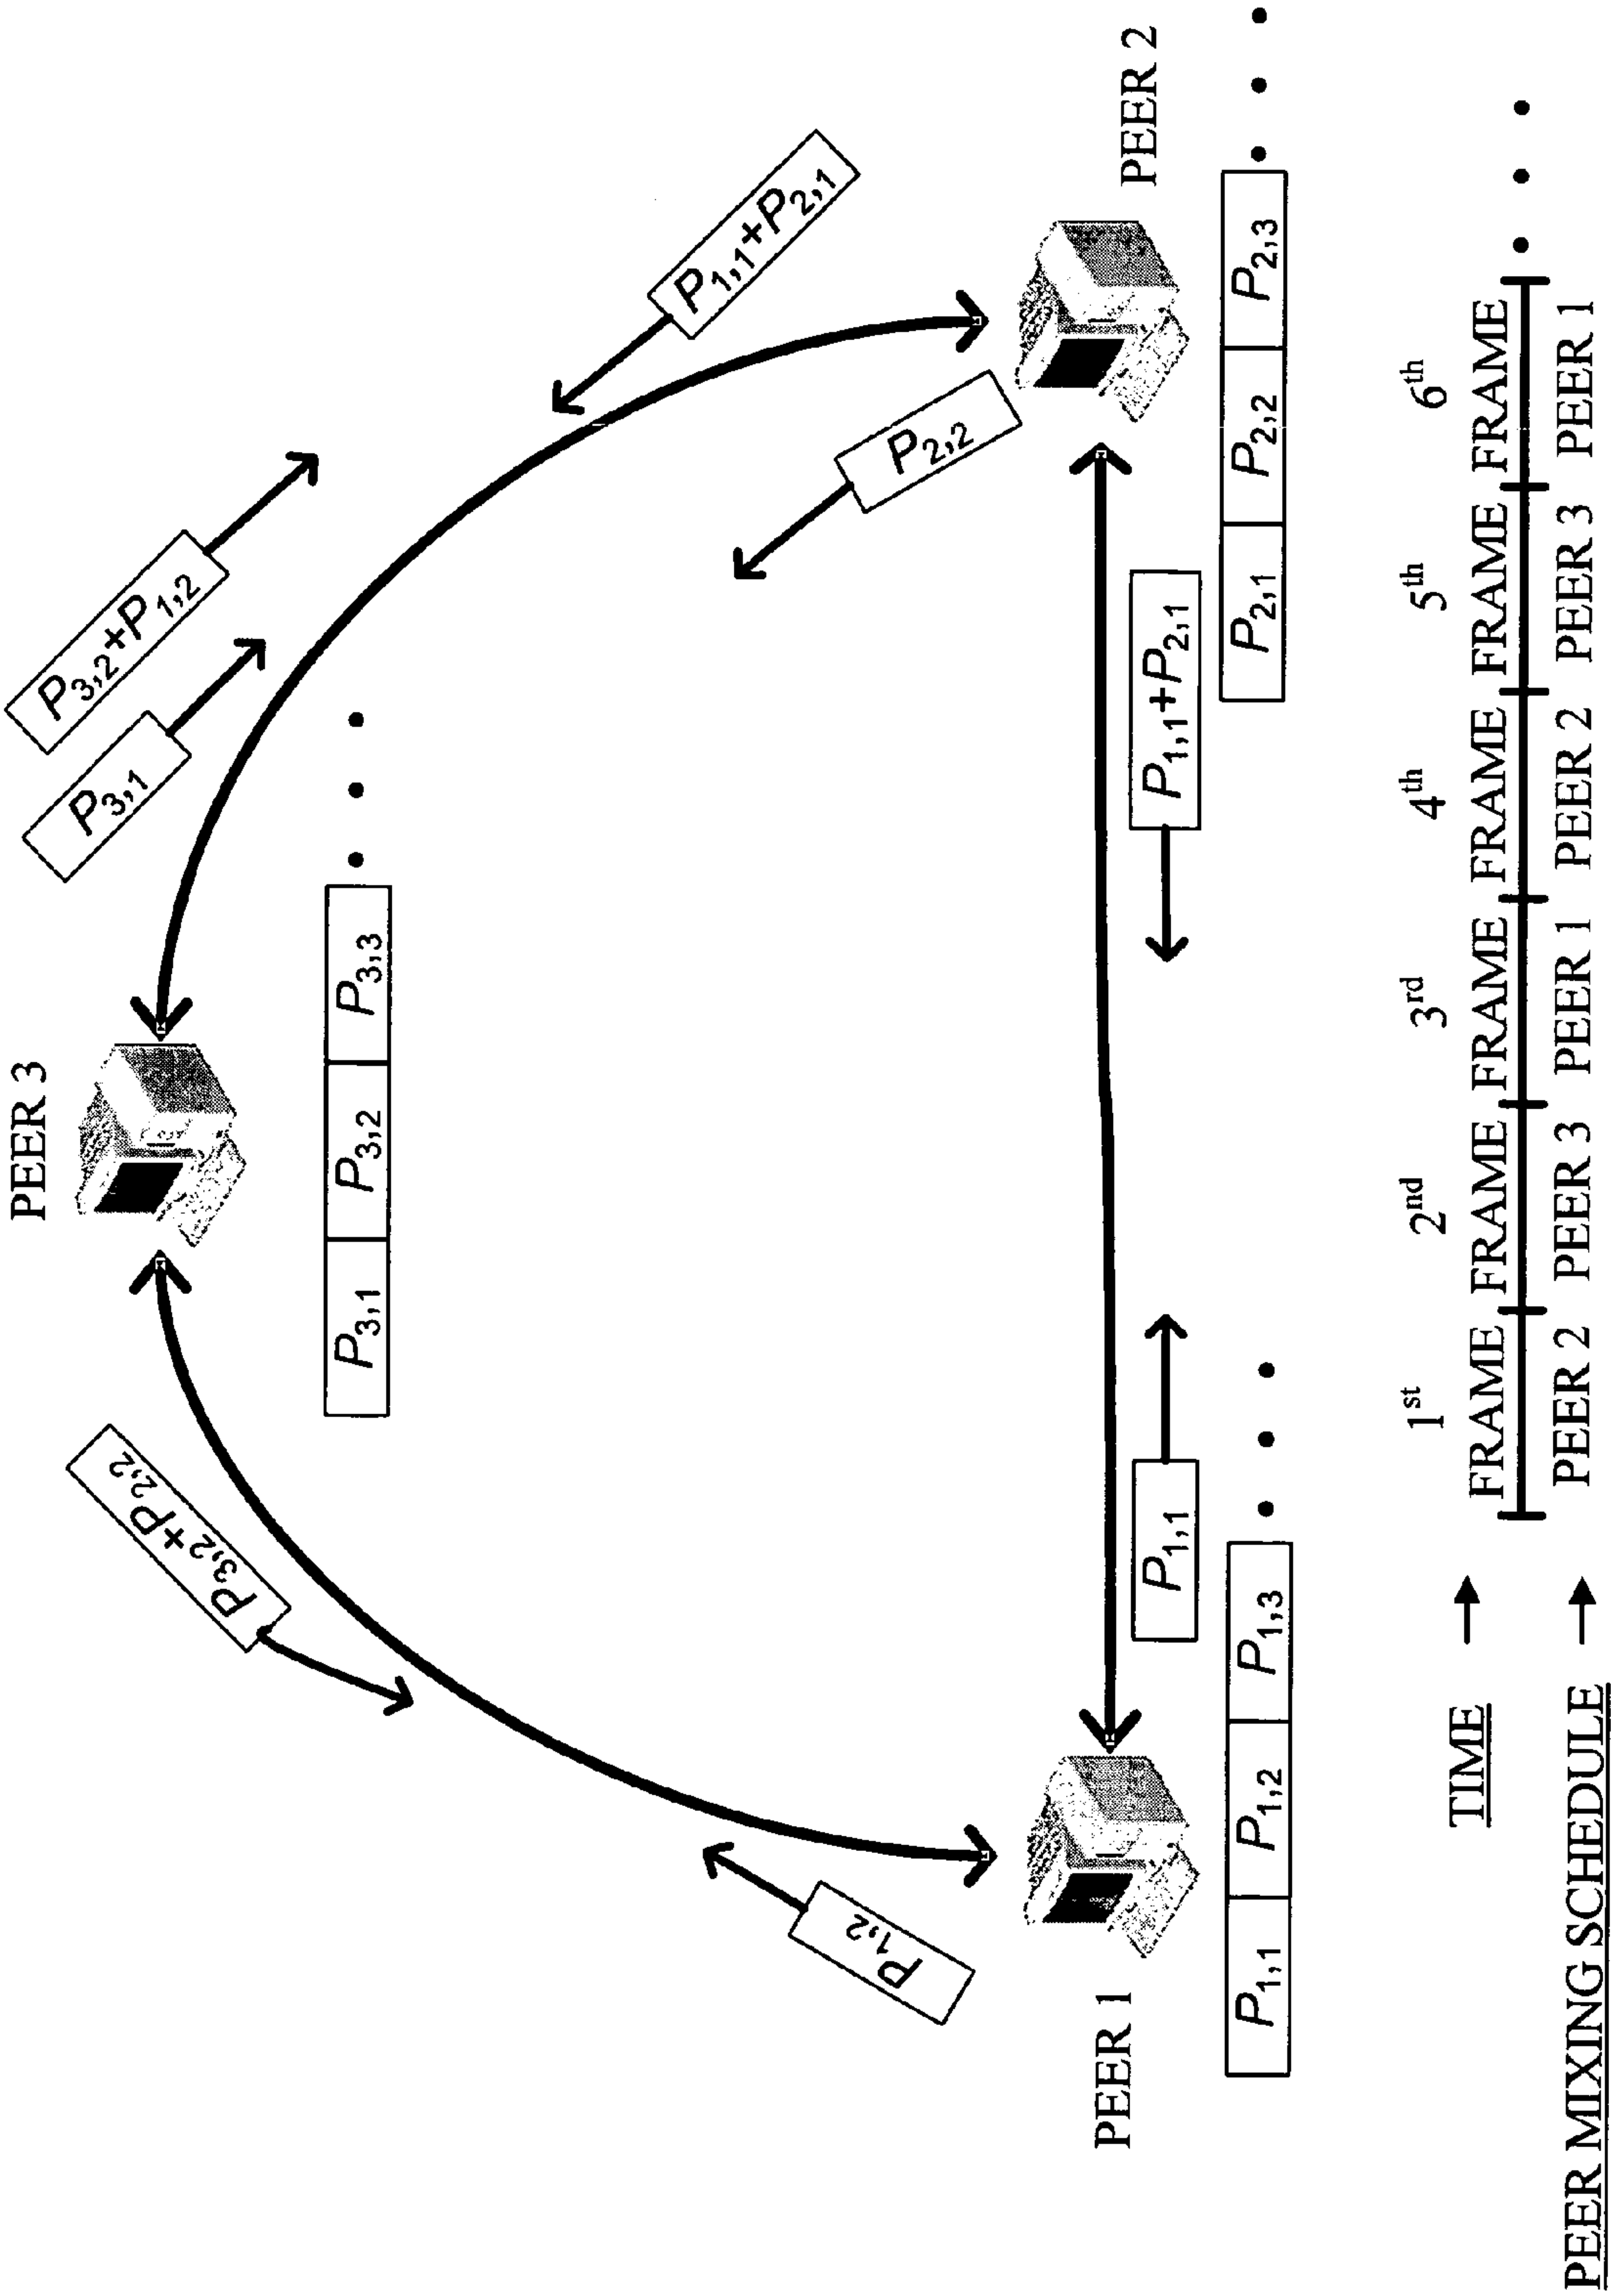 PEER 3
P3,2+P1,2
P3,1
P3,2+P2,2
P3,1 P3,2 P3,3 • • •
P1,1+P2,1
P2,2
P1,2
PEER 1
PEER 2
P1,1
P1,1+P2,1
P1,1 P1,2 P1,3 • • •
P2,1 P2,2 P2,3 • • •
1st 2nd 3rd 4th 5th 6th
TIME → FRAME FRAME FRAME FRAME FRAME FRAME • • •
PEER MIXING SCHEDULE → PEER 2 PEER 3 PEER 1 PEER 2 PEER 3 PEER 1